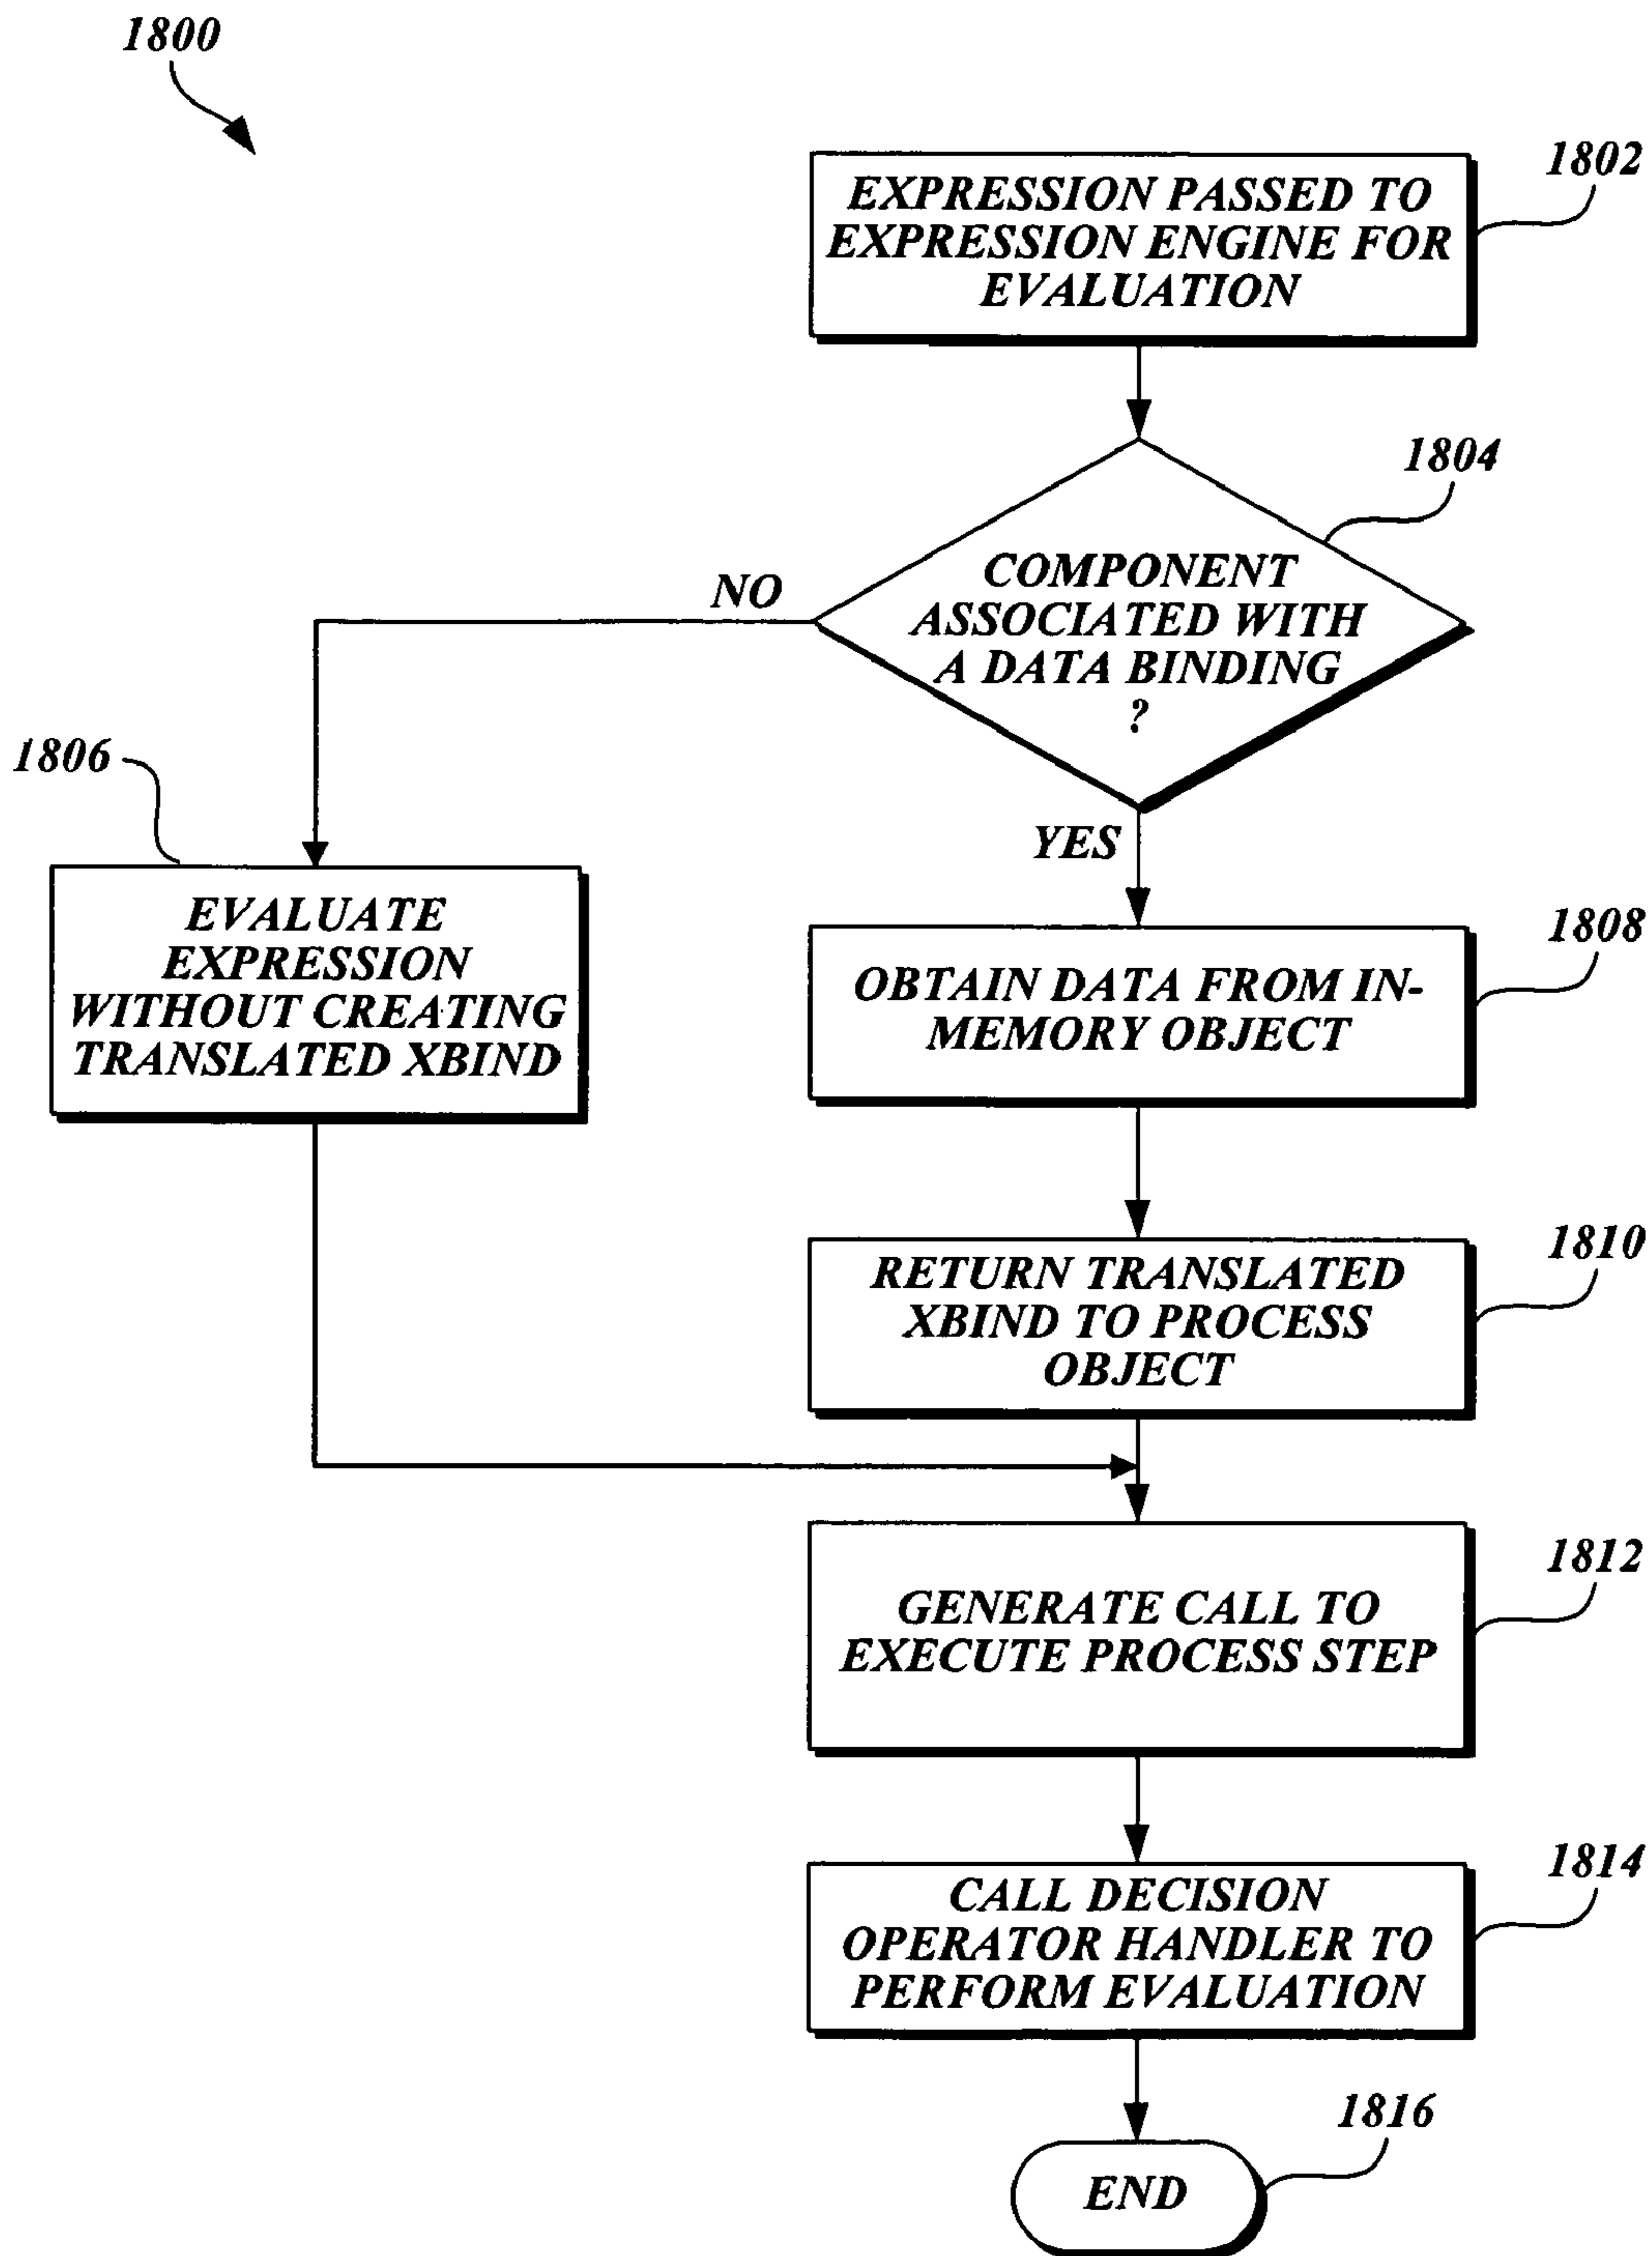 1800
1802
EXPRESSION PASSED TO
EXPRESSION ENGINE FOR
EVALUATION
1804
COMPONENT
ASSOCIATED WITH
A DATA BINDING
?
NO
YES
1806
EVALUATE
EXPRESSION
WITHOUT CREATING
TRANSLATED XBIND
1808
OBTAIN DATA FROM IN-
MEMORY OBJECT
1810
RETURN TRANSLATED
XBIND TO PROCESS
OBJECT
1812
GENERATE CALL TO
EXECUTE PROCESS STEP
1814
CALL DECISION
OPERATOR HANDLER TO
PERFORM EVALUATION
1816
END